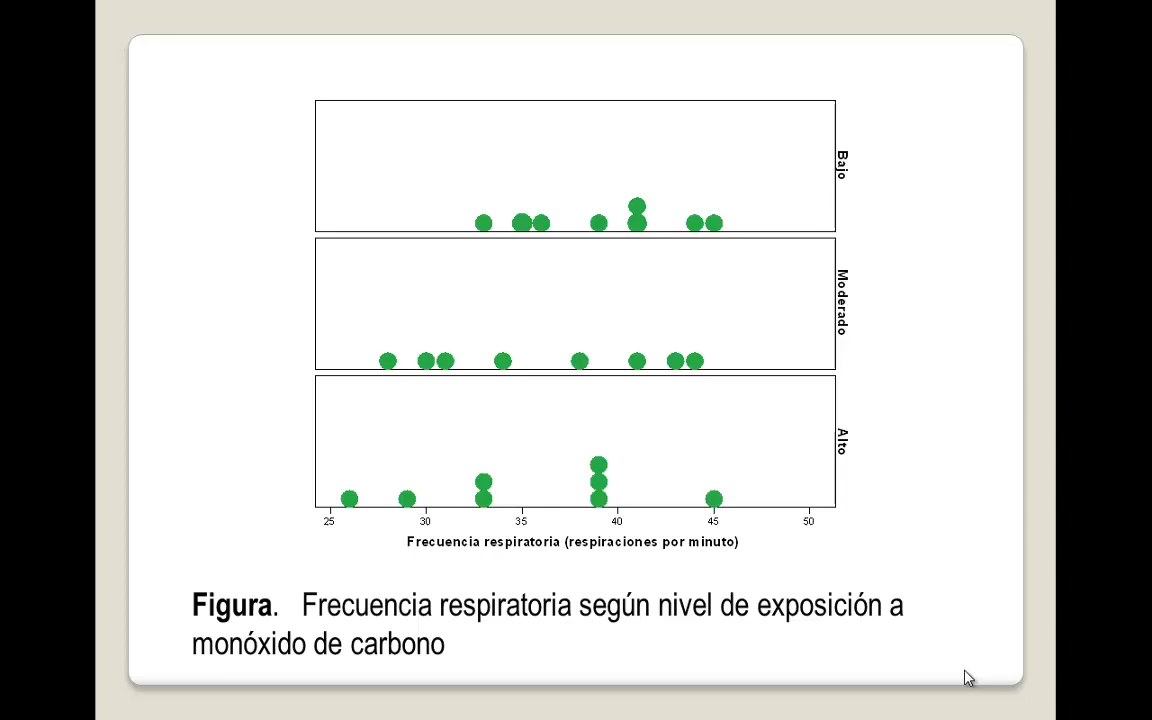 Bajo
Moderado
Alto
25 30 35 40 45 50
Frecuencia respiratoria (respiraciones por minuto)
Figura. Frecuencia respiratoria según nivel de exposición a
monóxido de carbono